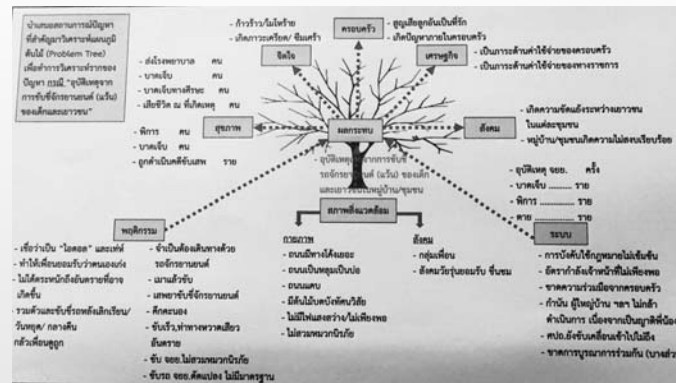 นำเสนอสถานการณ์ปัญหา
ที่สำคัญมาวิเคราะห์แผนภูมิ
ต้นไม้ (Problem Tree)
เพื่อทำการวิเคราะห์รากของ
ปัญหา กรณี "อุบัติเหตุจาก
การขับขี่จักรยานยนต์ (แว้น)
ของเด็กและเยาวชน"
- ก้าวร้าว/โมโหร้าย
- เกิดภาวะเครียด/ ซึมเศร้า
จิตใจ
ครอบครัว
- สูญเสียลูกอันเป็นที่รัก
- เกิดปัญหาภายในครอบครัว
เศรษฐกิจ
- เป็นภาระด้านค่าใช้จ่ายของครอบครัว
- เป็นภาระด้านค่าใช้จ่ายของทางราชการ
- ส่งโรงพยาบาล คน
- บาดเจ็บ คน
- บาดเจ็บทางศีรษะ คน
- เสียชีวิต ณ ที่เกิดเหตุ คน
- พิการ คน
- บาดเจ็บ คน
- ถูกดำเนินคดีขับเสพ ราย
สุขภาพ
ผลกระทบ
สังคม
- เกิดความขัดแย้งระหว่างเยาวชน
ในแต่ละชุมชน
- หมู่บ้าน/ชุมชนเกิดความไม่สงบเรียบร้อย
- อุบัติเหตุที่เกิดจากการขับขี่
รถจักรยานยนต์ (แว้น) ของเด็ก
และเยาวชนในหมู่บ้าน/ชุมชน
- อุบัติเหตุ จยย. ครั้ง
- บาดเจ็บ .......... ราย
- พิการ .......... ราย
- ตาย .......... ราย
พฤติกรรม
- เชื่อว่าเป็น "ไอดอล" และเท่ห์
- ทำให้เพื่อนยอมรับว่าตนเองเก่ง
- ไม่ได้ตระหนักถึงอันตรายที่อาจ
เกิดขึ้น
- รวมตัวและขับขี่รถหลังเลิกเรียน/
วันหยุด/ กลางคืน
กลัวเพื่อนดูถูก
- จำเป็นต้องเดินทางด้วย
รถจักรยานยนต์
- เมาแล้วขับ
- เสพยาขับขี่จักรยานยนต์
- คึกคะนอง
- ขับเร็ว,ท่าทางหวาดเสียว
อันตราย
- ขับ จยย.ไม่สวมหมวกนิรภัย
- ขับรถ จยย.ดัดแปลง ไม่มีมาตรฐาน
สภาพสิ่งแวดล้อม
กายภาพ
- ถนนมีทางโค้งเยอะ
- ถนนเป็นหลุมเป็นบ่อ
- ถนนแคบ
- มีต้นไม้บดบังทัศนวิสัย
- ไม่มีไฟแสงสว่าง/ไม่เพียงพอ
- ไม่สวมหมวกนิรภัย
สังคม
- กลุ่มเพื่อน
- สังคมวัยรุ่นยอมรับ ชื่นชม
ระบบ
- การบังคับใช้กฎหมายไม่เข้มข้น
- อัตรากำลังเจ้าหน้าที่ไม่เพียงพอ
- ขาดความร่วมมือจากครอบครัว
- กำนัน ผู้ใหญ่บ้าน ฯลฯ ไม่กล้า
ดำเนินการ เนื่องจากเป็นญาติพี่น้อง
- ศปถ.ยังขับเคลื่อนเข้าไปไม่ถึง
- ขาดการบูรณาการร่วมกัน (บางส่วน